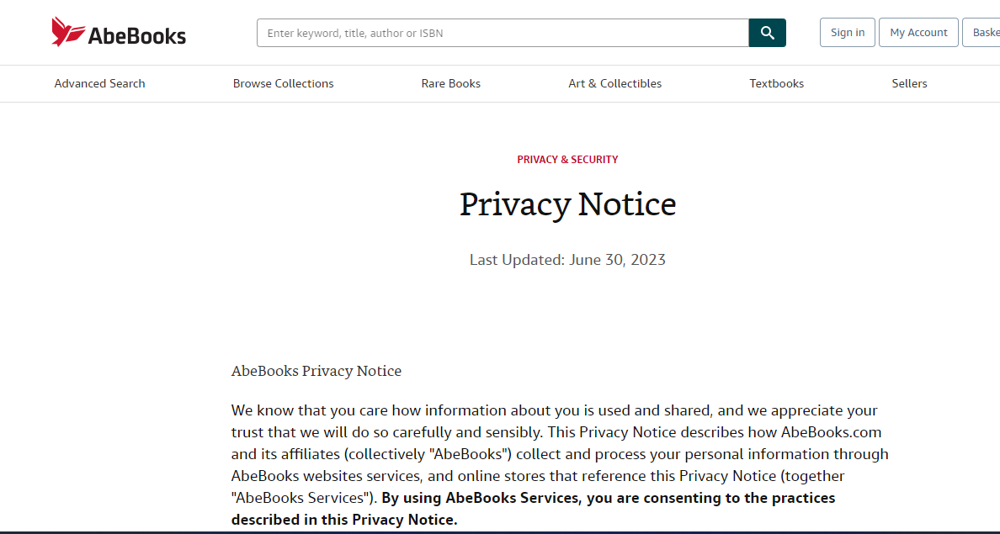 AbeBooks
Enter keyword, title, author or ISBN
Sign in
My Account
Baske
Advanced Search
Browse Collections
Rare Books
Art & Collectibles
Textbooks
Sellers
PRIVACY & SECURITY
Privacy Notice
Last Updated: June 30, 2023
AbeBooks Privacy Notice
We know that you care how information about you is used and shared, and we appreciate your
trust that we will do so carefully and sensibly. This Privacy Notice describes how AbeBooks.com
and its affiliates (collectively "AbeBooks") collect and process your personal information through
AbeBooks websites services, and online stores that reference this Privacy Notice (together
"AbeBooks Services"). By using AbeBooks Services, you are consenting to the practices
described in this Privacy Notice.